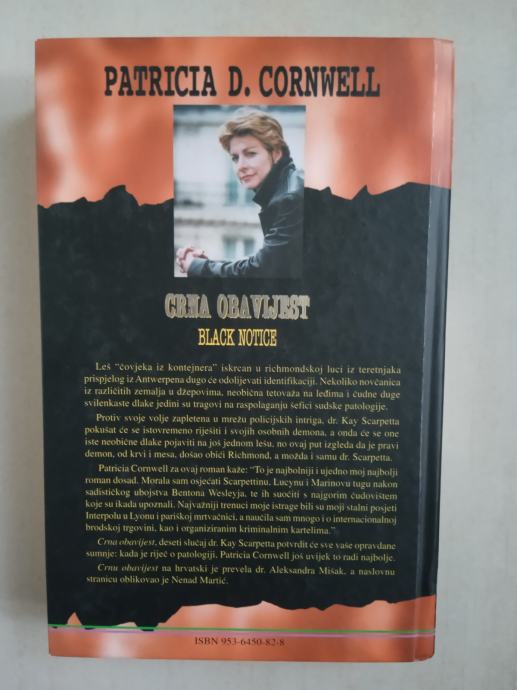 PATRICIA D. CORNWELL
CRNA OBAVIJEST
BLACK NOTICE
Leš "čovjeka iz kontejnera" iskrcan u richmondskoj luci iz teretnjaka
prispjelog iz Antwerpena dugo će odolijevati identifikaciji. Nekoliko novčanica
iz različitih zemalja u džepovima, neobična tetovaža na leđima i čudne duge
svilenkaste dlake jedini su tragovi na raspolaganju šefici sudske patologije.
Protiv svoje volje zapletena u mrežu policijskih intriga, dr. Kay Scarpetta
pokušat će se istovremeno riješiti i svojih osobnih demona, a onda će se one
iste neobične dlake pojaviti na još jednom lešu, no ovaj put izgleda da je pravi
demon, od krvi i mesa, došao obići Richmond, a možda i samu dr. Scarpetta.
Patricia Cornwell za ovaj roman kaže: "To je najbolniji i ujedno moj najbolji
roman dosad. Morala sam osjećati Scarpettinu, Lucynu i Marinovu tugu nakon
sadističkog ubojstva Bentona Wesleyja, te ih suočiti s najgorim čudovištem
koje su ikada upoznali. Najvažniji trenuci moje istrage bili su moji stalni posjeti
Interpolu u Lyonu i pariškoj mrtvačnici, a naučila sam mnogo i o internacionalnoj
brodskoj trgovini, kao i organiziranim kriminalnim kartelima."
Crna obavijest, deseti slučaj dr. Kay Scarpetta potvrdit će sve vaše opravdane
sumnje: kada je riječ o patologiji, Patricia Cornwell još uvijek to radi najbolje.
Crnu obavijest na hrvatski je prevela dr. Aleksandra Mišak, a naslovnu
stranicu oblikovao je Nenad Martić.
ISBN 953-6450-82-8